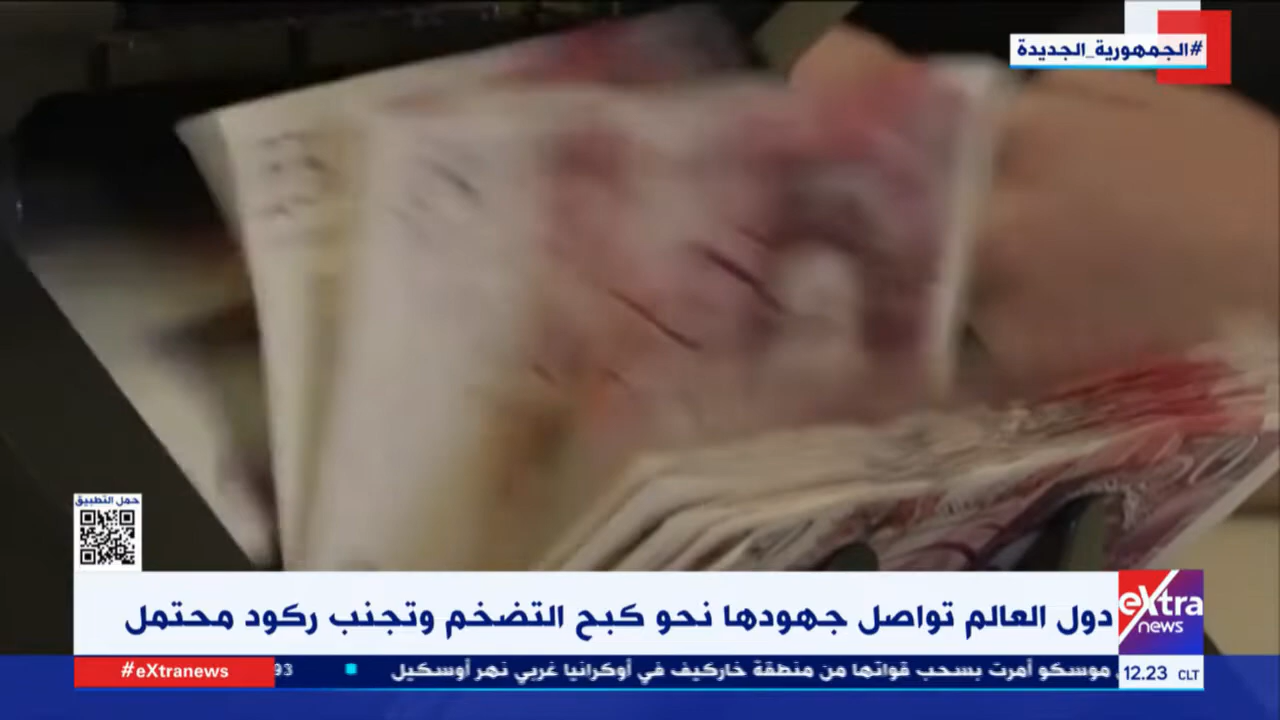 #الجمهورية_الجديدة
حمل التطبيق
دول العالم تواصل جهودها نحو كبح التضخم وتجنب ركود محتمل
eXtra
news
#eXtranews
93
موسكو أمرت بسحب قواتها من منطقة خاركيف في أوكرانيا غربي نهر أوسكيل
12.23 CLT